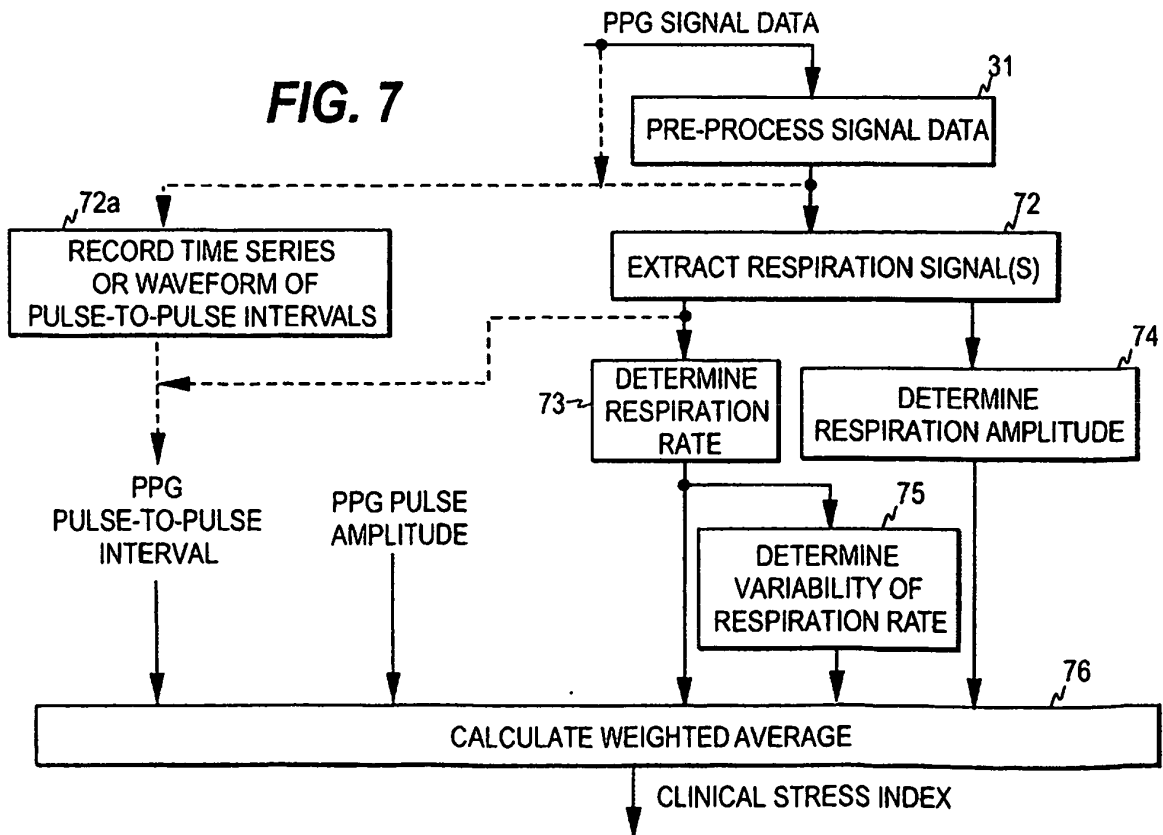 PPG SIGNAL DATA
FIG. 7
31
PRE-PROCESS SIGNAL DATA
72a
RECORD TIME SERIES
OR WAVEFORM OF
PULSE-TO-PULSE INTERVALS
72
EXTRACT RESPIRATION SIGNAL(S)
73
DETERMINE
RESPIRATION
RATE
74
DETERMINE
RESPIRATION AMPLITUDE
PPG
PULSE-TO-PULSE
INTERVAL
PPG PULSE
AMPLITUDE
75
DETERMINE
VARIABILITY OF
RESPIRATION RATE
76
CALCULATE WEIGHTED AVERAGE
CLINICAL STRESS INDEX